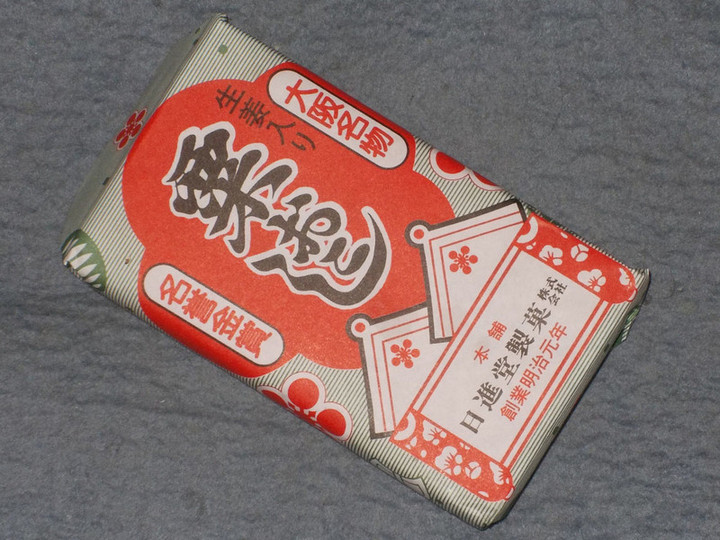 大阪名物
生姜入り
おこし
名誉金賞
本舗
日進堂製菓株式会社
創業明治元年